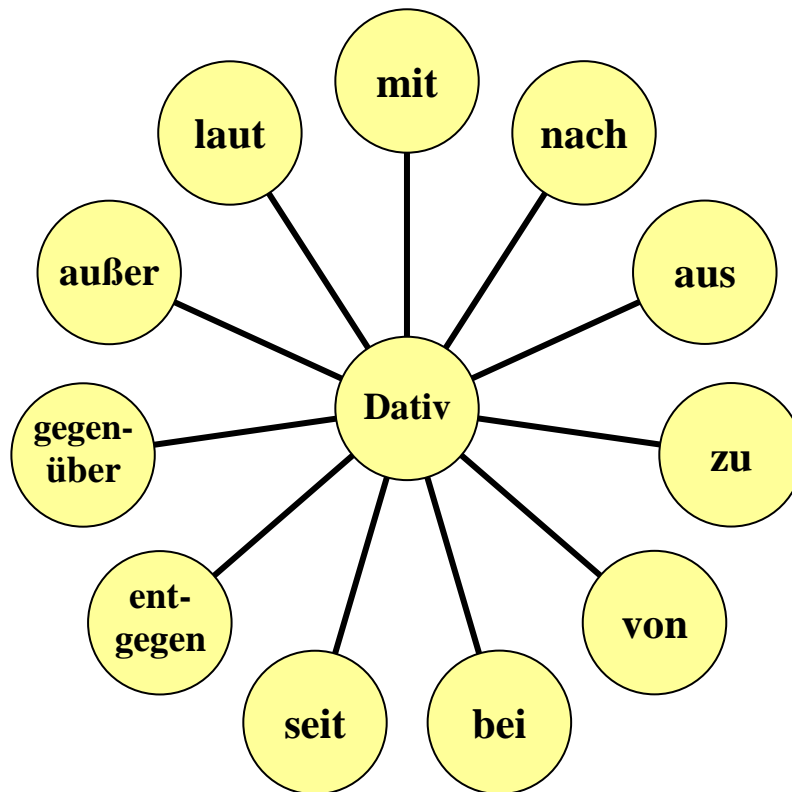 mit
laut
nach
außer
aus
Dativ
gegen-
über
zu
ent-
gegen
von
seit
bei